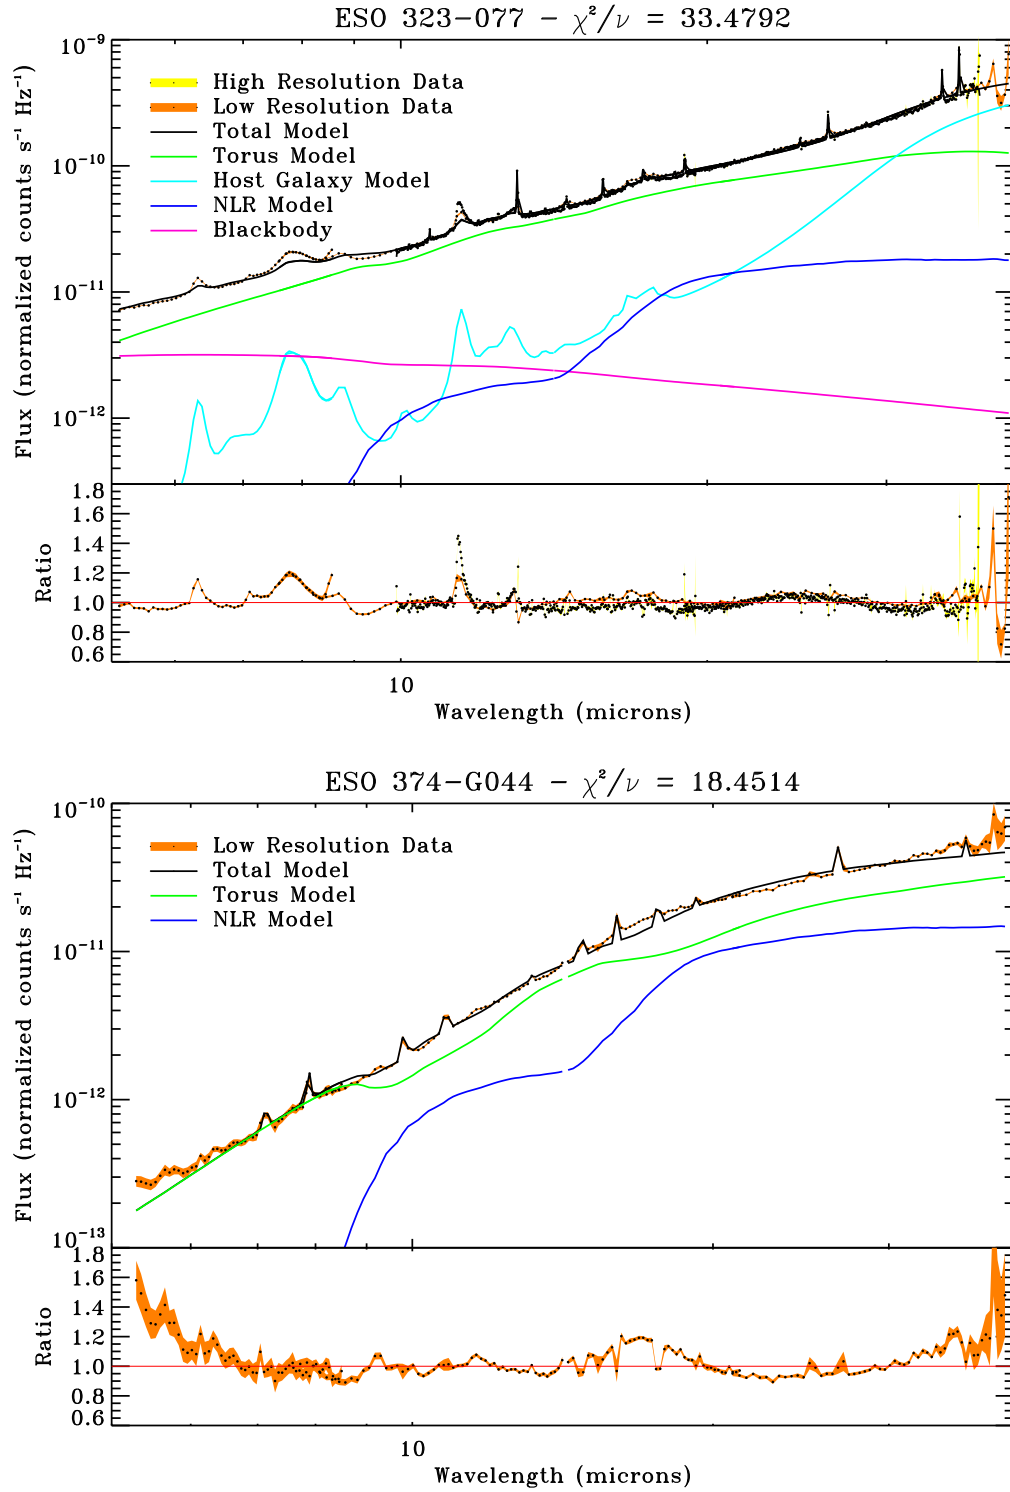 ESO 323-077 - χ²/ν = 33.4792
Flux (normalized counts s⁻¹ Hz⁻¹)
10⁻⁹
10⁻¹⁰
10⁻¹¹
10⁻¹²
High Resolution Data
Low Resolution Data
Total Model
Torus Model
Host Galaxy Model
NLR Model
Blackbody
Ratio
1.8
1.6
1.4
1.2
1.0
0.8
0.6
10
Wavelength (microns)
ESO 374-G044 - χ²/ν = 18.4514
Flux (normalized counts s⁻¹ Hz⁻¹)
10⁻¹⁰
10⁻¹¹
10⁻¹²
10⁻¹³
Low Resolution Data
Total Model
Torus Model
NLR Model
Ratio
1.8
1.6
1.4
1.2
1.0
0.8
0.6
10
Wavelength (microns)